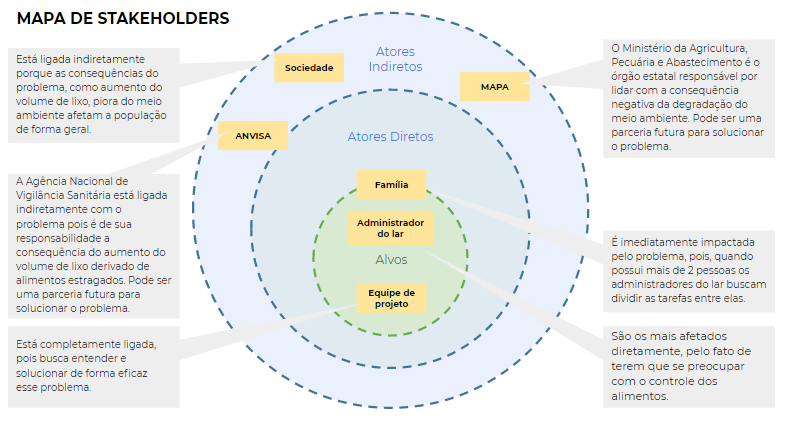 MAPA DE STAKEHOLDERS
Está ligada indiretamente
porque as consequências do
problema, como aumento do
volume de lixo, piora do meio
ambiente afetam a população
de forma geral.
A Agência Nacional de
Vigilância Sanitária está ligada
indiretamente com o
problema pois é de sua
responsabilidade a
consequência do aumento do
volume de lixo derivado de
alimentos estragados. Pode ser
uma parceria futura para
solucionar o problema.
Está completamente ligada,
pois busca entender e
solucionar de forma eficaz
esse problema.
Atores
Indiretos
Sociedade
MAPA
ANVISA
Atores Diretos
Família
Administrador
do lar
Alvos
Equipe de
projeto
O Ministério da Agricultura,
Pecuária e Abastecimento é o
órgão estatal responsável por
lidar com a consequência
negativa da degradação do
meio ambiente. Pode ser uma
parceria futura para solucionar
o problema.
É imediatamente impactada
pelo problema, pois, quando
possui mais de 2 pessoas os
administradores do lar buscam
dividir as tarefas entre elas.
São os mais afetados
diretamente, pelo fato de
terem que se preocupar
com o controle dos
alimentos.